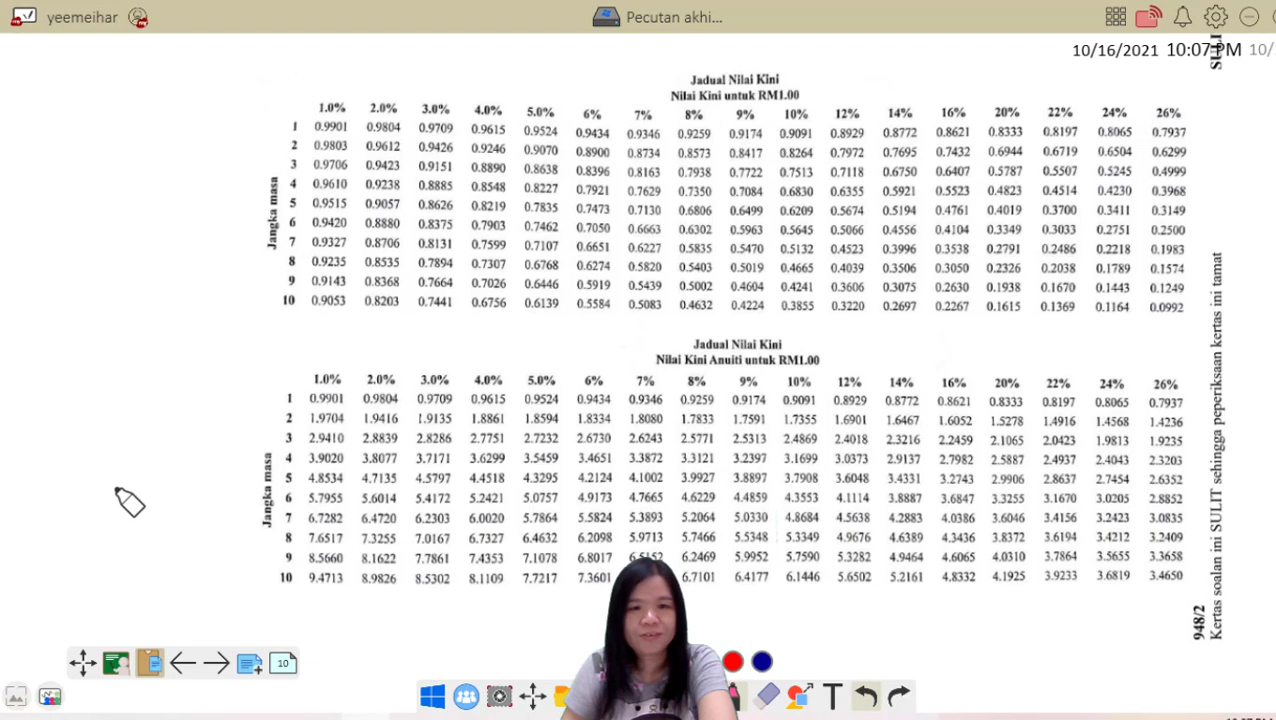 yeemeihar
Pecutan akhi...
10/16/2021 10:07 PM 10/
SULI
Jadual Nilai Kini
Nilai Kini untuk RM1.00
1.0% 2.0% 3.0% 4.0% 5.0% 6% 7% 8% 9% 10% 12% 14% 16% 20% 22% 24% 26%
1 0.9901 0.9804 0.9709 0.9615 0.9524 0.9434 0.9346 0.9259 0.9174 0.9091 0.8929 0.8772 0.8621 0.8333 0.8197 0.8065 0.7937
2 0.9803 0.9612 0.9426 0.9246 0.9070 0.8900 0.8734 0.8573 0.8417 0.8264 0.7972 0.7695 0.7432 0.6944 0.6719 0.6504 0.6299
3 0.9706 0.9423 0.9151 0.8890 0.8638 0.8396 0.8163 0.7938 0.7722 0.7513 0.7118 0.6750 0.6407 0.5787 0.5507 0.5245 0.4999
4 0.9610 0.9238 0.8885 0.8548 0.8227 0.7921 0.7629 0.7350 0.7084 0.6830 0.6355 0.5921 0.5523 0.4823 0.4514 0.4230 0.3968
5 0.9515 0.9057 0.8626 0.8219 0.7835 0.7473 0.7130 0.6806 0.6499 0.6209 0.5674 0.5194 0.4761 0.4019 0.3700 0.3411 0.3149
6 0.9420 0.8880 0.8375 0.7903 0.7462 0.7050 0.6663 0.6302 0.5963 0.5645 0.5066 0.4556 0.4104 0.3349 0.3033 0.2751 0.2500
7 0.9327 0.8706 0.8131 0.7599 0.7107 0.6651 0.6227 0.5835 0.5470 0.5132 0.4523 0.3996 0.3538 0.2791 0.2486 0.2218 0.1983
8 0.9235 0.8535 0.7894 0.7307 0.6768 0.6274 0.5820 0.5403 0.5019 0.4665 0.4039 0.3506 0.3050 0.2326 0.2038 0.1789 0.1574
9 0.9143 0.8368 0.7664 0.7026 0.6446 0.5919 0.5439 0.5002 0.4604 0.4241 0.3606 0.3075 0.2630 0.1938 0.1670 0.1443 0.1249
10 0.9053 0.8203 0.7441 0.6756 0.6139 0.5584 0.5083 0.4632 0.4224 0.3855 0.3220 0.2697 0.2267 0.1615 0.1369 0.1164 0.0992
Jangka masa
Jadual Nilai Kini
Nilai Kini Anuiti untuk RM1.00
1.0% 2.0% 3.0% 4.0% 5.0% 6% 7% 8% 9% 10% 12% 14% 16% 20% 22% 24% 26%
1 0.9901 0.9804 0.9709 0.9615 0.9524 0.9434 0.9346 0.9259 0.9174 0.9091 0.8929 0.8772 0.8621 0.8333 0.8197 0.8065 0.7937
2 1.9704 1.9416 1.9135 1.8861 1.8594 1.8334 1.8080 1.7833 1.7591 1.7355 1.6901 1.6467 1.6052 1.5278 1.4916 1.4568 1.4236
3 2.9410 2.8839 2.8286 2.7751 2.7232 2.6730 2.6243 2.5771 2.5313 2.4869 2.4018 2.3216 2.2459 2.1065 2.0423 1.9813 1.9235
4 3.9020 3.8077 3.7171 3.6299 3.5459 3.4651 3.3872 3.3121 3.2397 3.1699 3.0373 2.9137 2.7982 2.5887 2.4937 2.4043 2.3203
5 4.8534 4.7135 4.5797 4.4518 4.3295 4.2124 4.1002 3.9927 3.8897 3.7908 3.6048 3.4331 3.2743 2.9906 2.8637 2.7454 2.6352
6 5.7955 5.6014 5.4172 5.2421 5.0757 4.9173 4.7665 4.6229 4.4859 4.3553 4.1114 3.8887 3.6847 3.3255 3.1670 3.0205 2.8852
7 6.7282 6.4720 6.2303 6.0020 5.7864 5.5824 5.3893 5.2064 5.0330 4.8684 4.5638 4.2883 4.0386 3.6046 3.4156 3.2423 3.0835
8 7.6517 7.3255 7.0167 6.7327 6.4632 6.2098 5.9713 5.7466 5.5348 5.3349 4.9676 4.6389 4.3436 3.8372 3.6194 3.4212 3.2409
9 8.5660 8.1622 7.7861 7.4353 7.1078 6.8017 6.5152 6.2469 5.9952 5.7590 5.3282 4.9464 4.6065 4.0310 3.7864 3.5655 3.3658
10 9.4713 8.9826 8.5302 8.1109 7.7217 7.3601 6.7101 6.4177 6.1446 5.6502 5.2161 4.8332 4.1925 3.9233 3.6819 3.4650
Jangka masa
948/2
Kertas soalan ini SULIT sehingga peperiksaan kertas ini tamat
10
T